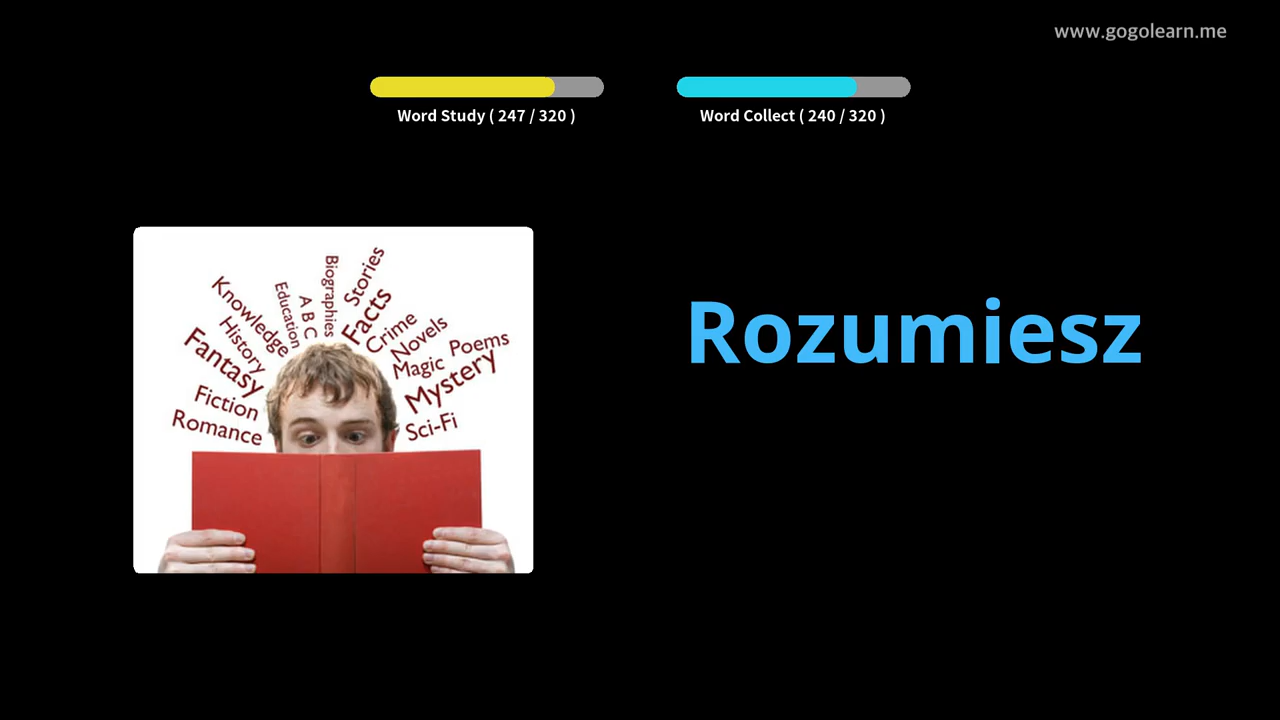 www.gogolearn.me
Word Study ( 247 / 320 )
Word Collect ( 240 / 320 )
Rozumiesz
Romance
Fiction
Fantasy
History
Knowledge
Education
A B C
Biographies
Stories
Facts
Crime
Novels
Magic
Poems
Mystery
Sci-Fi